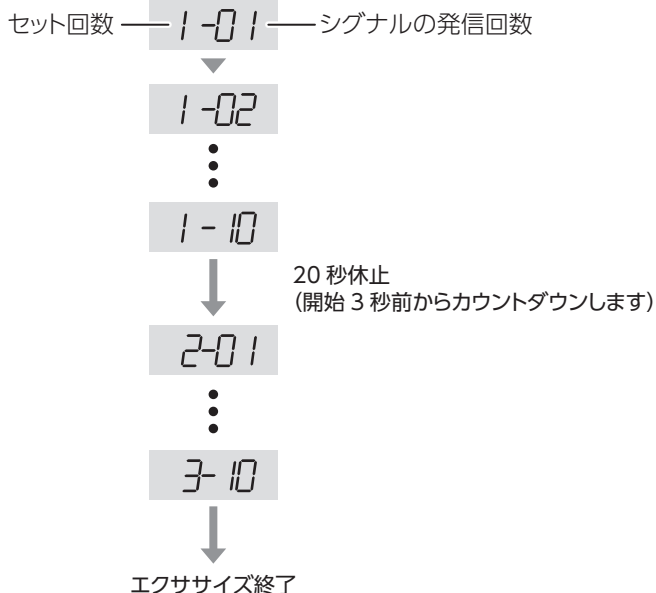 セット回数 1-01 シグナルの発信回数
1-02
1-10
20 秒休止
(開始 3 秒前からカウントダウンします)
2-01
3-10
エクササイズ終了